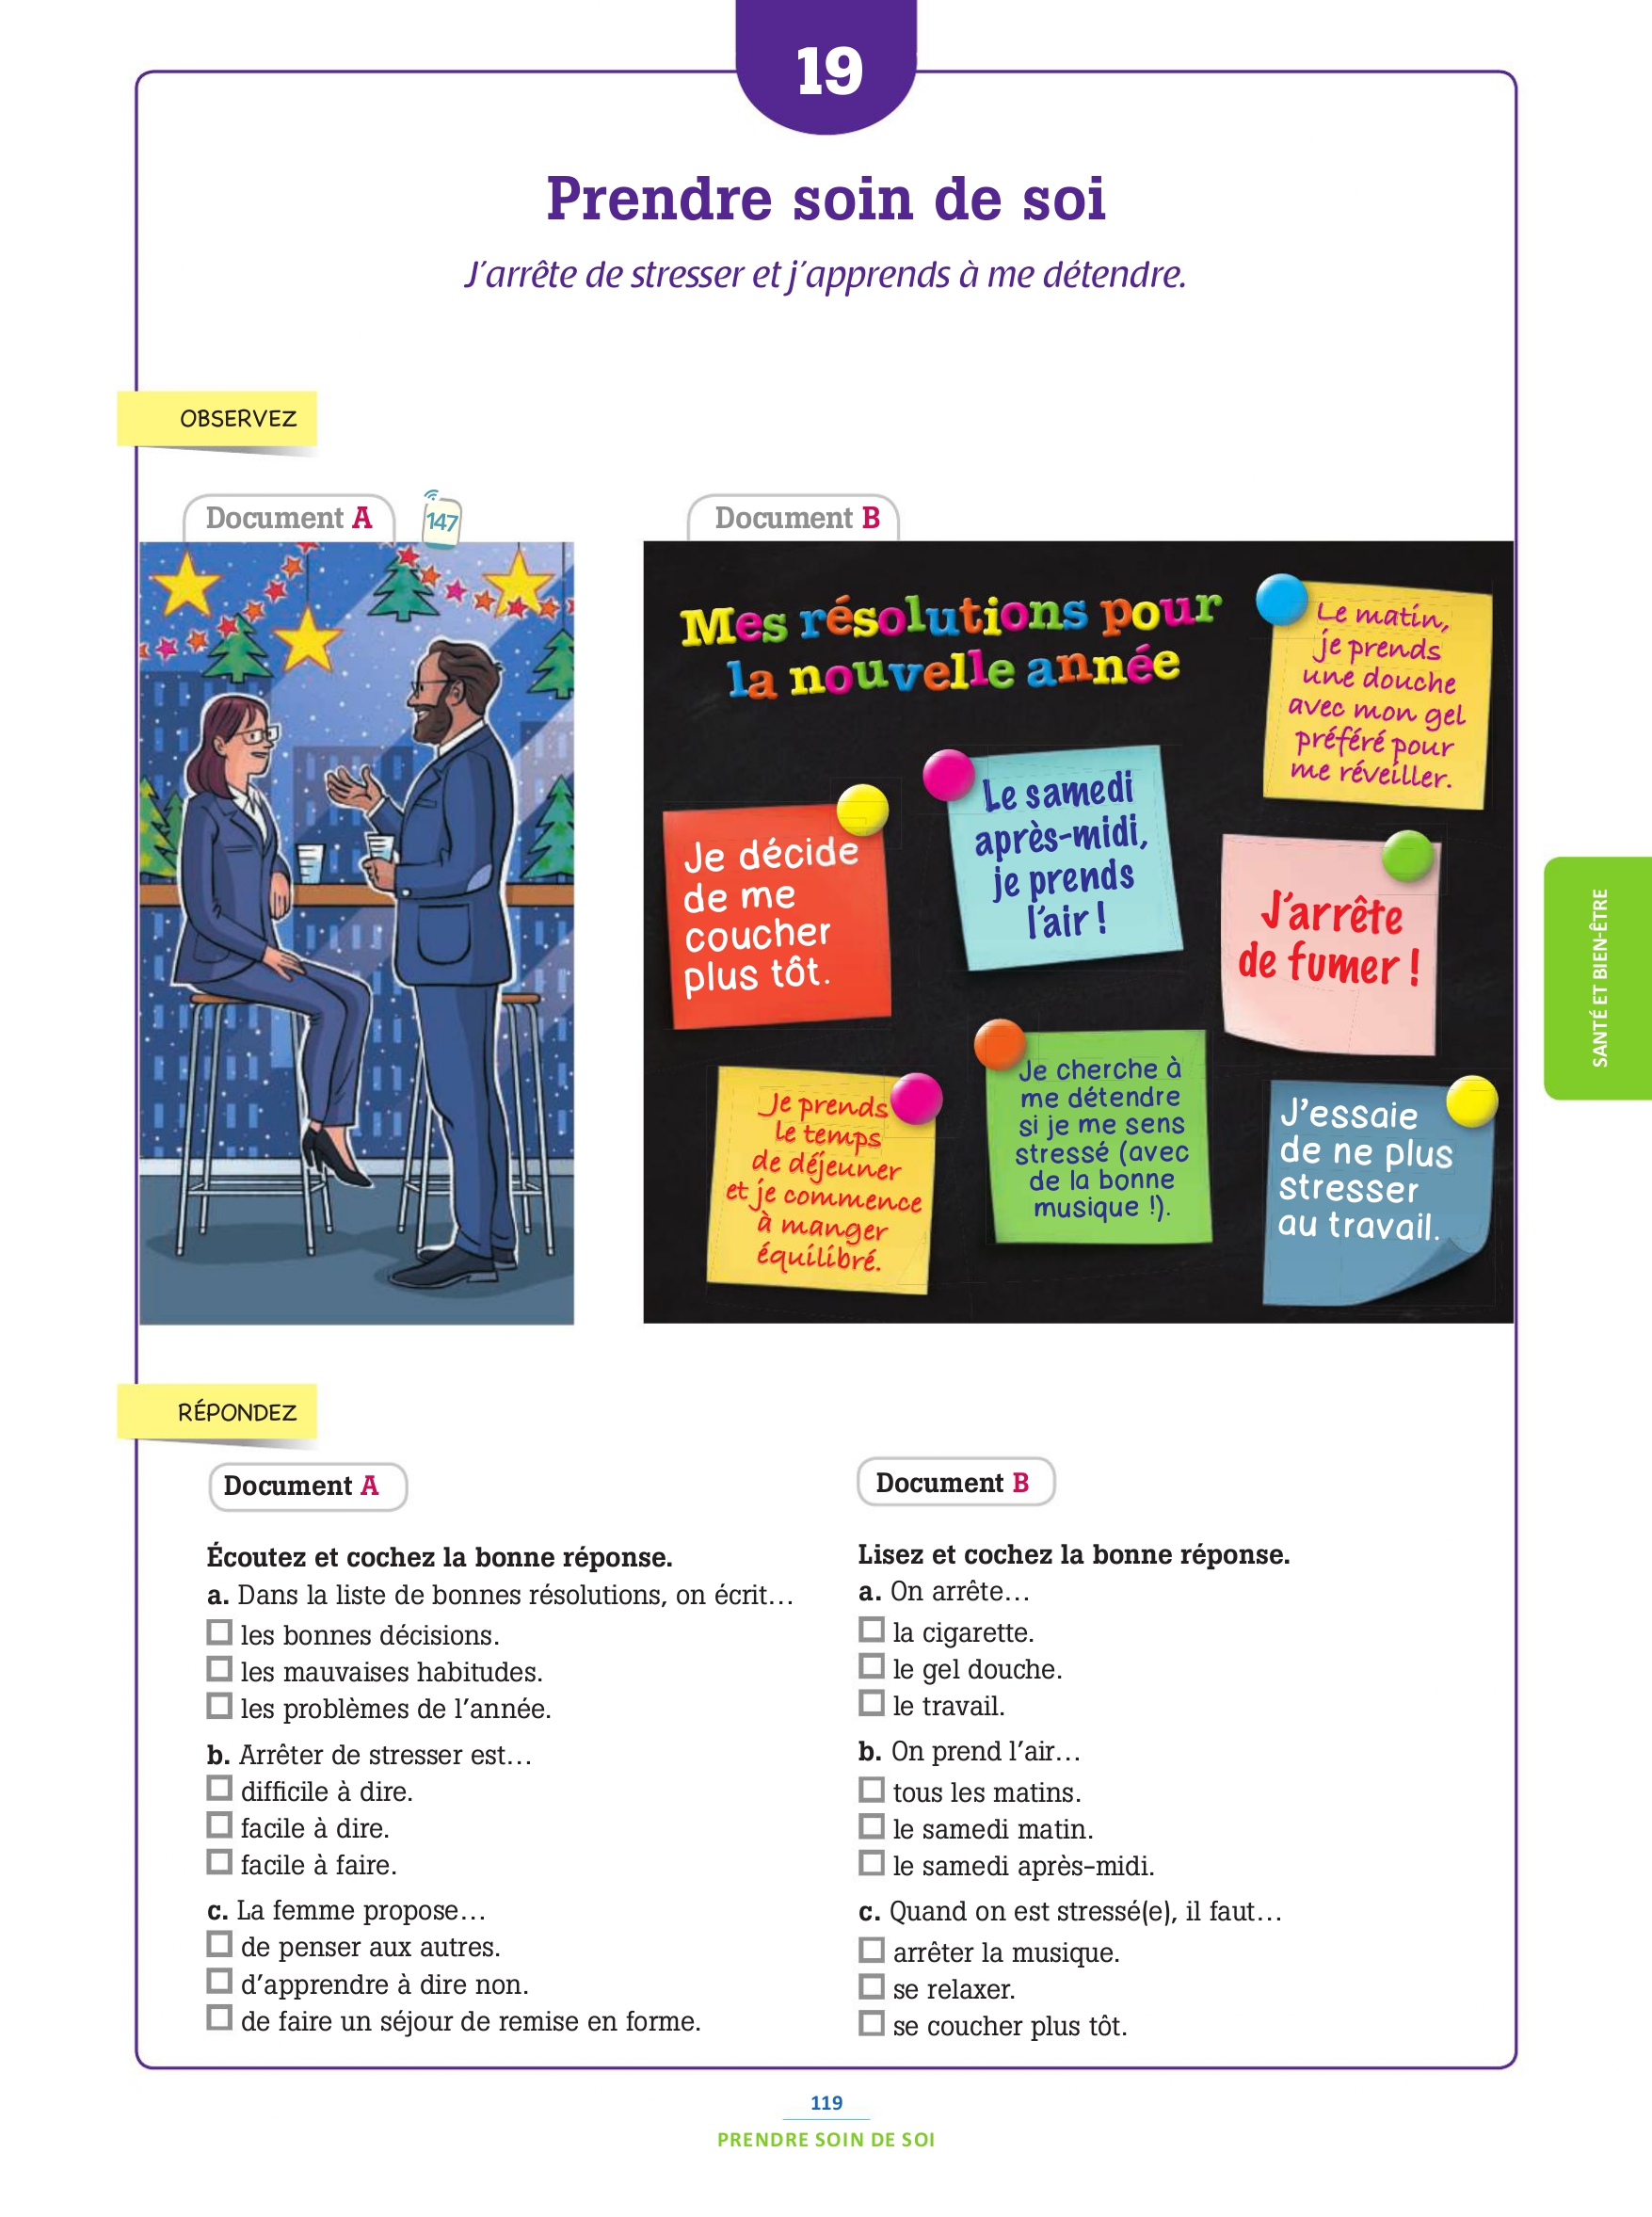 19
Prendre soin de soi
J'arrête de stresser et j'apprends à me détendre.
OBSERVEZ
Document A
147
Document B
Mes résolutions pour
la nouvelle année
Le matin,
je prends
une douche
avec mon gel
préféré pour
me réveiller.
Je décide
de me
coucher
plus tôt.
Le samedi
après-midi,
je prends
l'air !
J'arrête
de fumer !
Je prends
le temps
de déjeuner
et je commence
à manger
équilibré.
Je cherche à
me détendre
si je me sens
stressé (avec
de la bonne
musique !).
J'essaie
de ne plus
stresser
au travail.
SANTÉ ET BIEN-ÊTRE
RÉPONDEZ
Document A
Écoutez et cochez la bonne réponse.
a. Dans la liste de bonnes résolutions, on écrit…
les bonnes décisions.
les mauvaises habitudes.
les problèmes de l'année.
b. Arrêter de stresser est…
difficile à dire.
facile à dire.
facile à faire.
c. La femme propose…
de penser aux autres.
d'apprendre à dire non.
de faire un séjour de remise en forme.
Document B
Lisez et cochez la bonne réponse.
a. On arrête…
la cigarette.
le gel douche.
le travail.
b. On prend l'air…
tous les matins.
le samedi matin.
le samedi après-midi.
c. Quand on est stressé(e), il faut…
arrêter la musique.
se relaxer.
se coucher plus tôt.
119
PRENDRE SOIN DE SOI